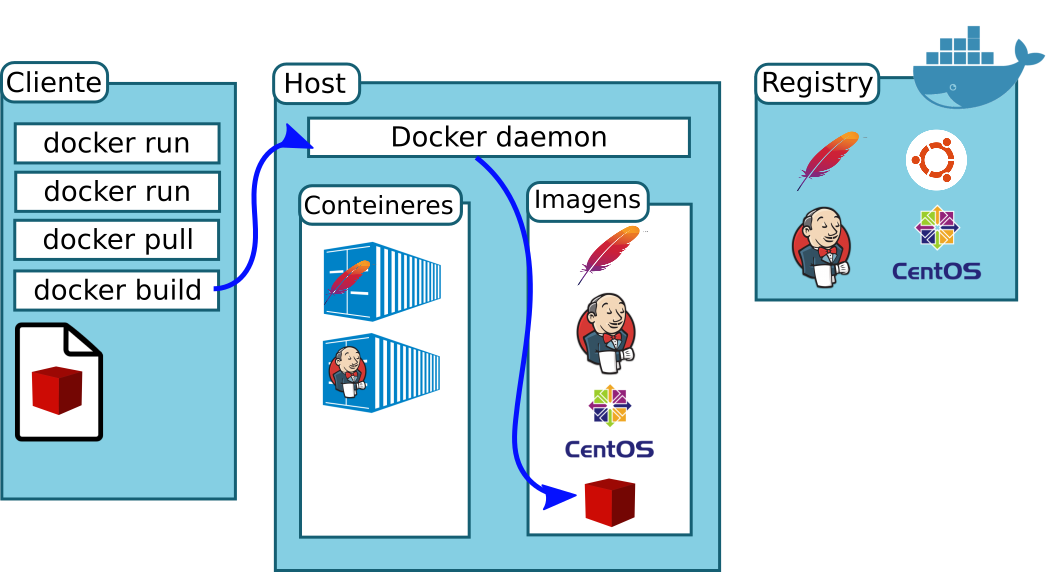 Cliente
docker run
docker run
docker pull
docker build
Host
Docker daemon
Conteineres
Imagens
CentOS
Registry
CentOS